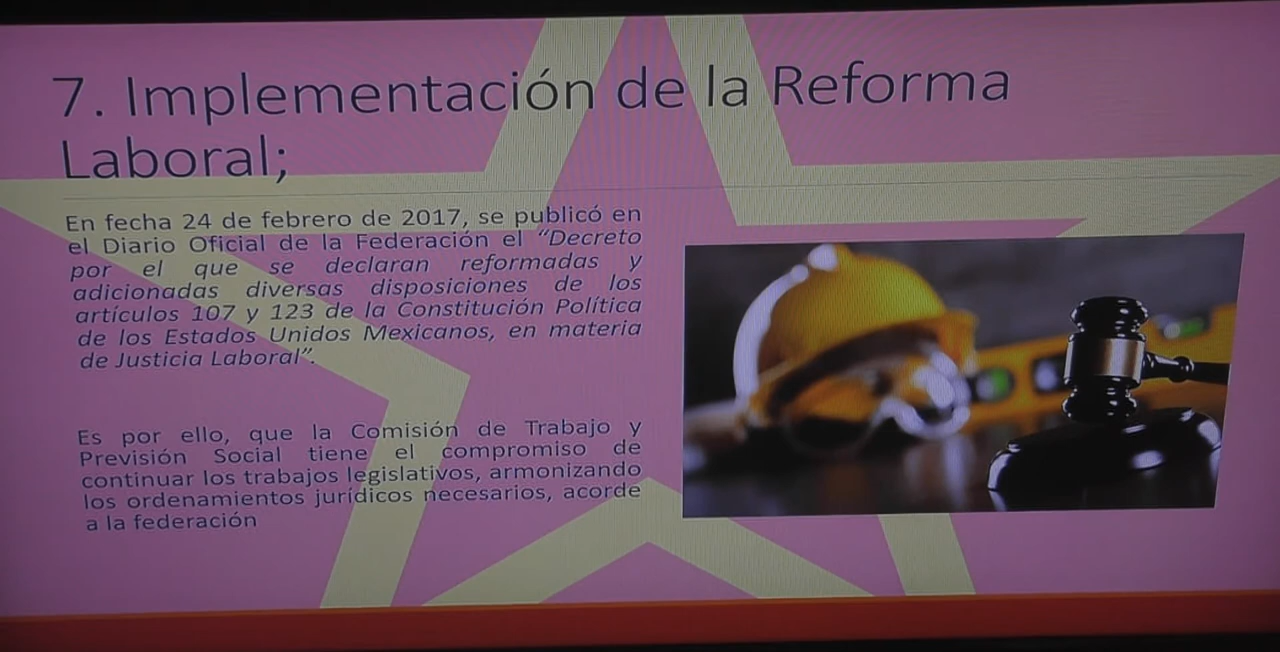 7. Implementación de la Reforma
Laboral;
En fecha 24 de febrero de 2017, se publicó en
el Diario Oficial de la Federación el “Decreto
por el que se declaran reformadas y
adicionadas diversas disposiciones de los
artículos 107 y 123 de la Constitución Política
de los Estados Unidos Mexicanos, en materia
de Justicia Laboral”.
Es por ello, que la Comisión de Trabajo y
Previsión Social tiene el compromiso de
continuar los trabajos legislativos, armonizando
los ordenamientos jurídicos necesarios, acorde
a la federación